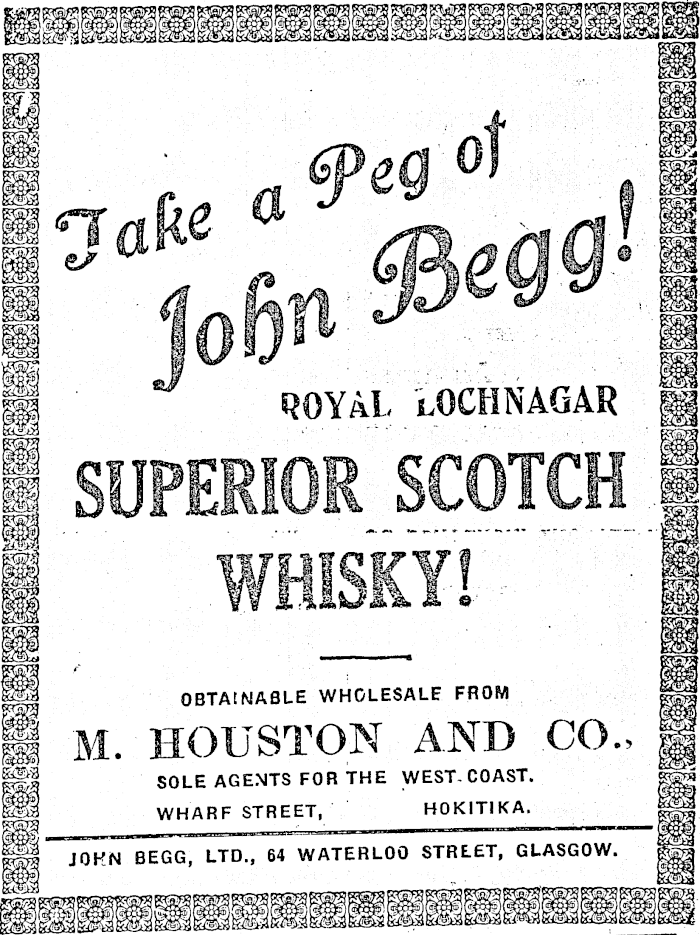 Take a Peg of
John Begg!
ROYAL LOCHNAGAR
SUPERIOR SCOTCH
WHISKY!
OBTAINABLE WHOLESALE FROM
M. HOUSTON AND CO.,
SOLE AGENTS FOR THE WEST COAST.
WHARF STREET, HOKITIKA.
JOHN BEGG, LTD., 64 WATERLOO STREET, GLASGOW.